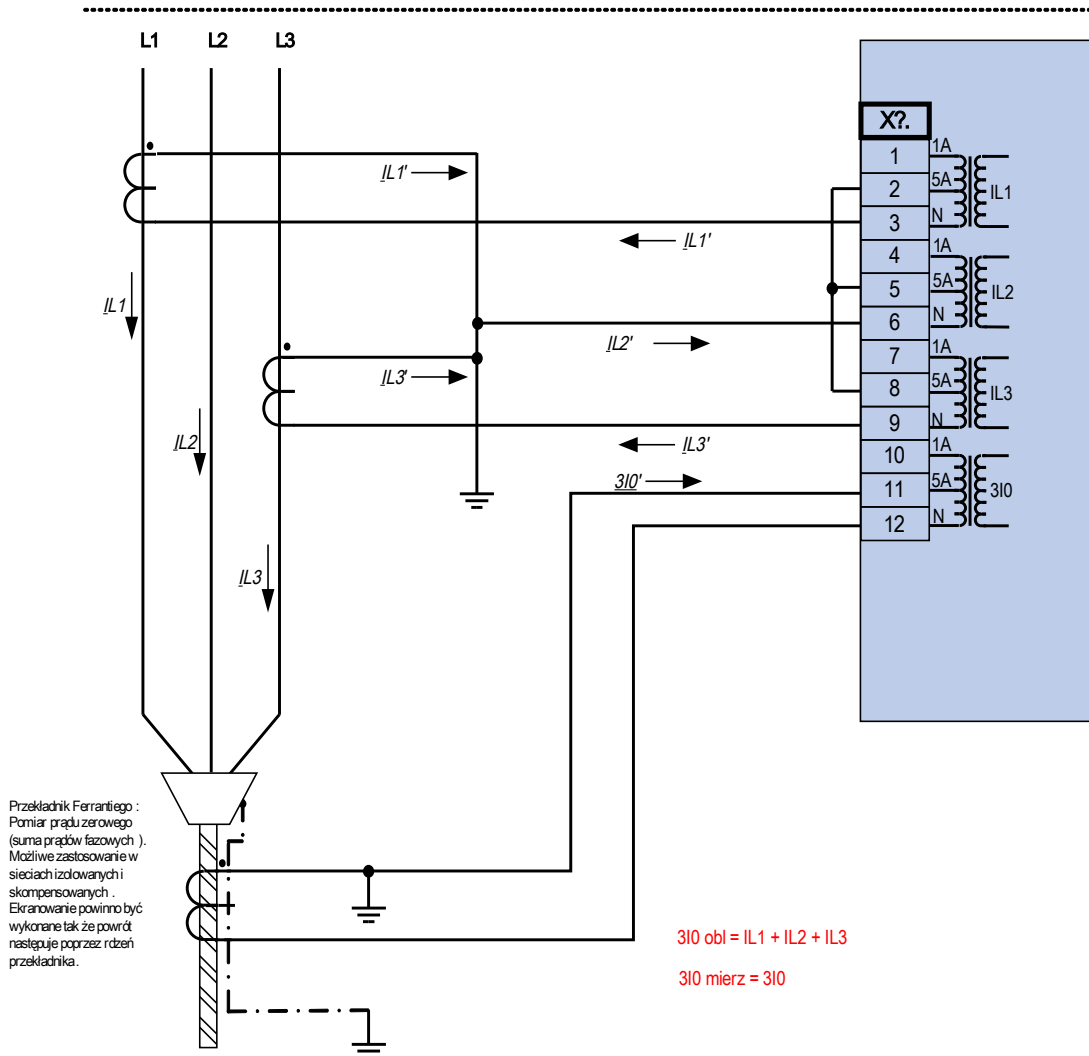 L1 L2 L3
X?.
1 1A
2 5A IL1
3 N
4 1A
5 5A IL2
6 N
7 1A
8 5A IL3
9 N
10 1A
11 5A 3I0
12 N
IL1'
IL1'
IL1
IL2'
IL3'
IL2
IL3'
3I0'
IL3
Przekładnik Ferrantiego :
Pomiar prądu zerowego
(suma prądów fazowych ).
Możliwe zastosowanie w
sieciach izolowanych i
skompensowanych .
Ekranowanie powinno być
wykonane tak że powrót
następuje poprzez rdzeń
przekładnika.
3I0 obl = IL1 + IL2 + IL3
3I0 mierz = 3I0